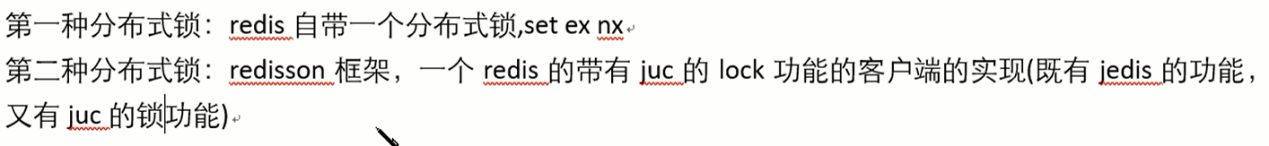 第一种分布式锁：redis 自带一个分布式锁,set ex nx
第二种分布式锁：redisson 框架，一个 redis 的带有 juc 的 lock 功能的客户端的实现(既有 jedis 的功能，
又有 juc 的锁功能)